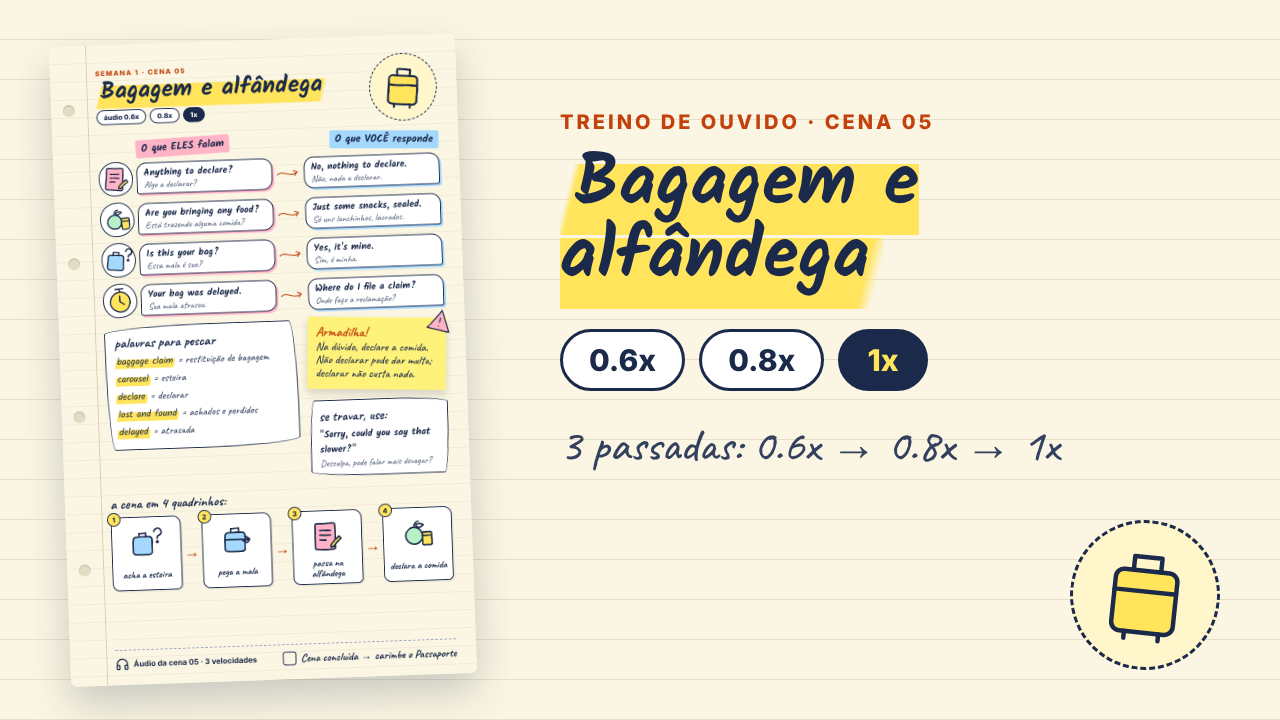 SEMANA 1 · CENA 05
Bagagem e alfândega
áudio 0.6x 0.8x 1x
O que ELES falam
O que VOCÊ responde
Anything to declare?
Algo a declarar?
No, nothing to declare.
Não, nada a declarar.
Are you bringing any food?
Está trazendo alguma comida?
Just some snacks, sealed.
Só uns lanchinhos, lacrados.
Is this your bag?
Essa mala é sua?
Yes, it's mine.
Sim, é minha.
Your bag was delayed.
Sua mala atrasou.
Where do I file a claim?
Onde faço a reclamação?
palavras para pescar
baggage claim = restituição de bagagem
carousel = esteira
declare = declarar
lost and found = achados e perdidos
delayed = atrasada
Armadilha!
Na dúvida, declare a comida.
Não declarar pode dar multa;
declarar não custa nada.
se travar, use:
"Sorry, could you say that
slower?"
Desculpa, pode falar mais devagar?
a cena em 4 quadrinhos:
1
acha a esteira
→
2
pega a mala
→
3
passa na
alfândega
→
4
declara a comida
Áudio da cena 05 · 3 velocidades
Cena concluída → carimbe o Passaporte
TREINO DE OUVIDO · CENA 05
Bagagem e
alfândega
0.6x 0.8x 1x
3 passadas: 0.6x → 0.8x → 1x